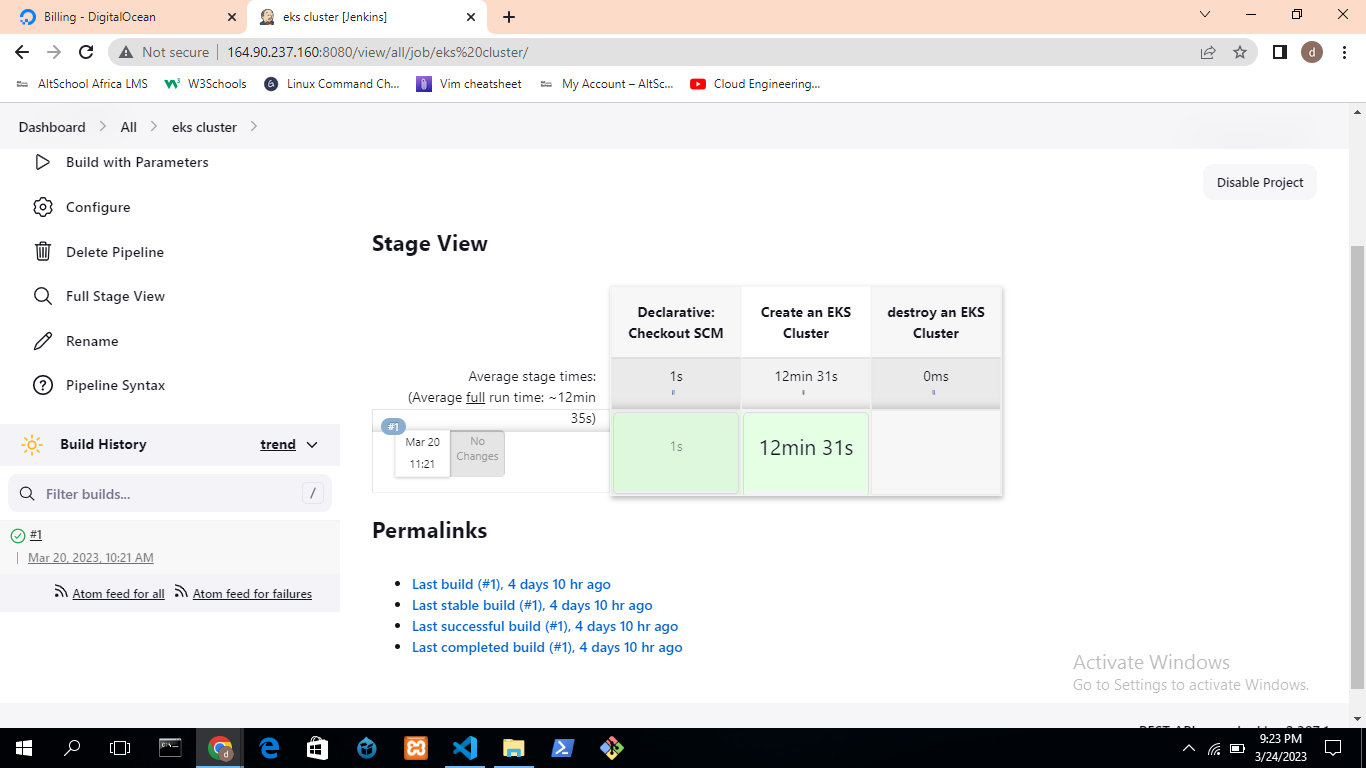 Billing - DigitalOcean
eks cluster [Jenkins]
Not secure
164.90.237.160:8080/view/all/job/eks%20cluster/
d
AltSchool Africa LMS
W3Schools
Linux Command Ch...
Vim cheatsheet
My Account – AltSc...
Cloud Engineering...
Dashboard
All
eks cluster
Build with Parameters
Configure
Delete Pipeline
Full Stage View
Rename
Pipeline Syntax
Build History
trend
Filter builds...
/
#1
Mar 20, 2023, 10:21 AM
Atom feed for all
Atom feed for failures
Disable Project
Stage View
Declarative:
Checkout SCM
Create an EKS
Cluster
destroy an EKS
Cluster
Average stage times:
(Average full run time: ~12min
35s)
1s
12min 31s
0ms
#1
Mar 20
11:21
No
Changes
1s
12min 31s
Permalinks
Last build (#1), 4 days 10 hr ago
Last stable build (#1), 4 days 10 hr ago
Last successful build (#1), 4 days 10 hr ago
Last completed build (#1), 4 days 10 hr ago
Activate Windows
Go to Settings to activate Windows.
9:23 PM
3/24/2023